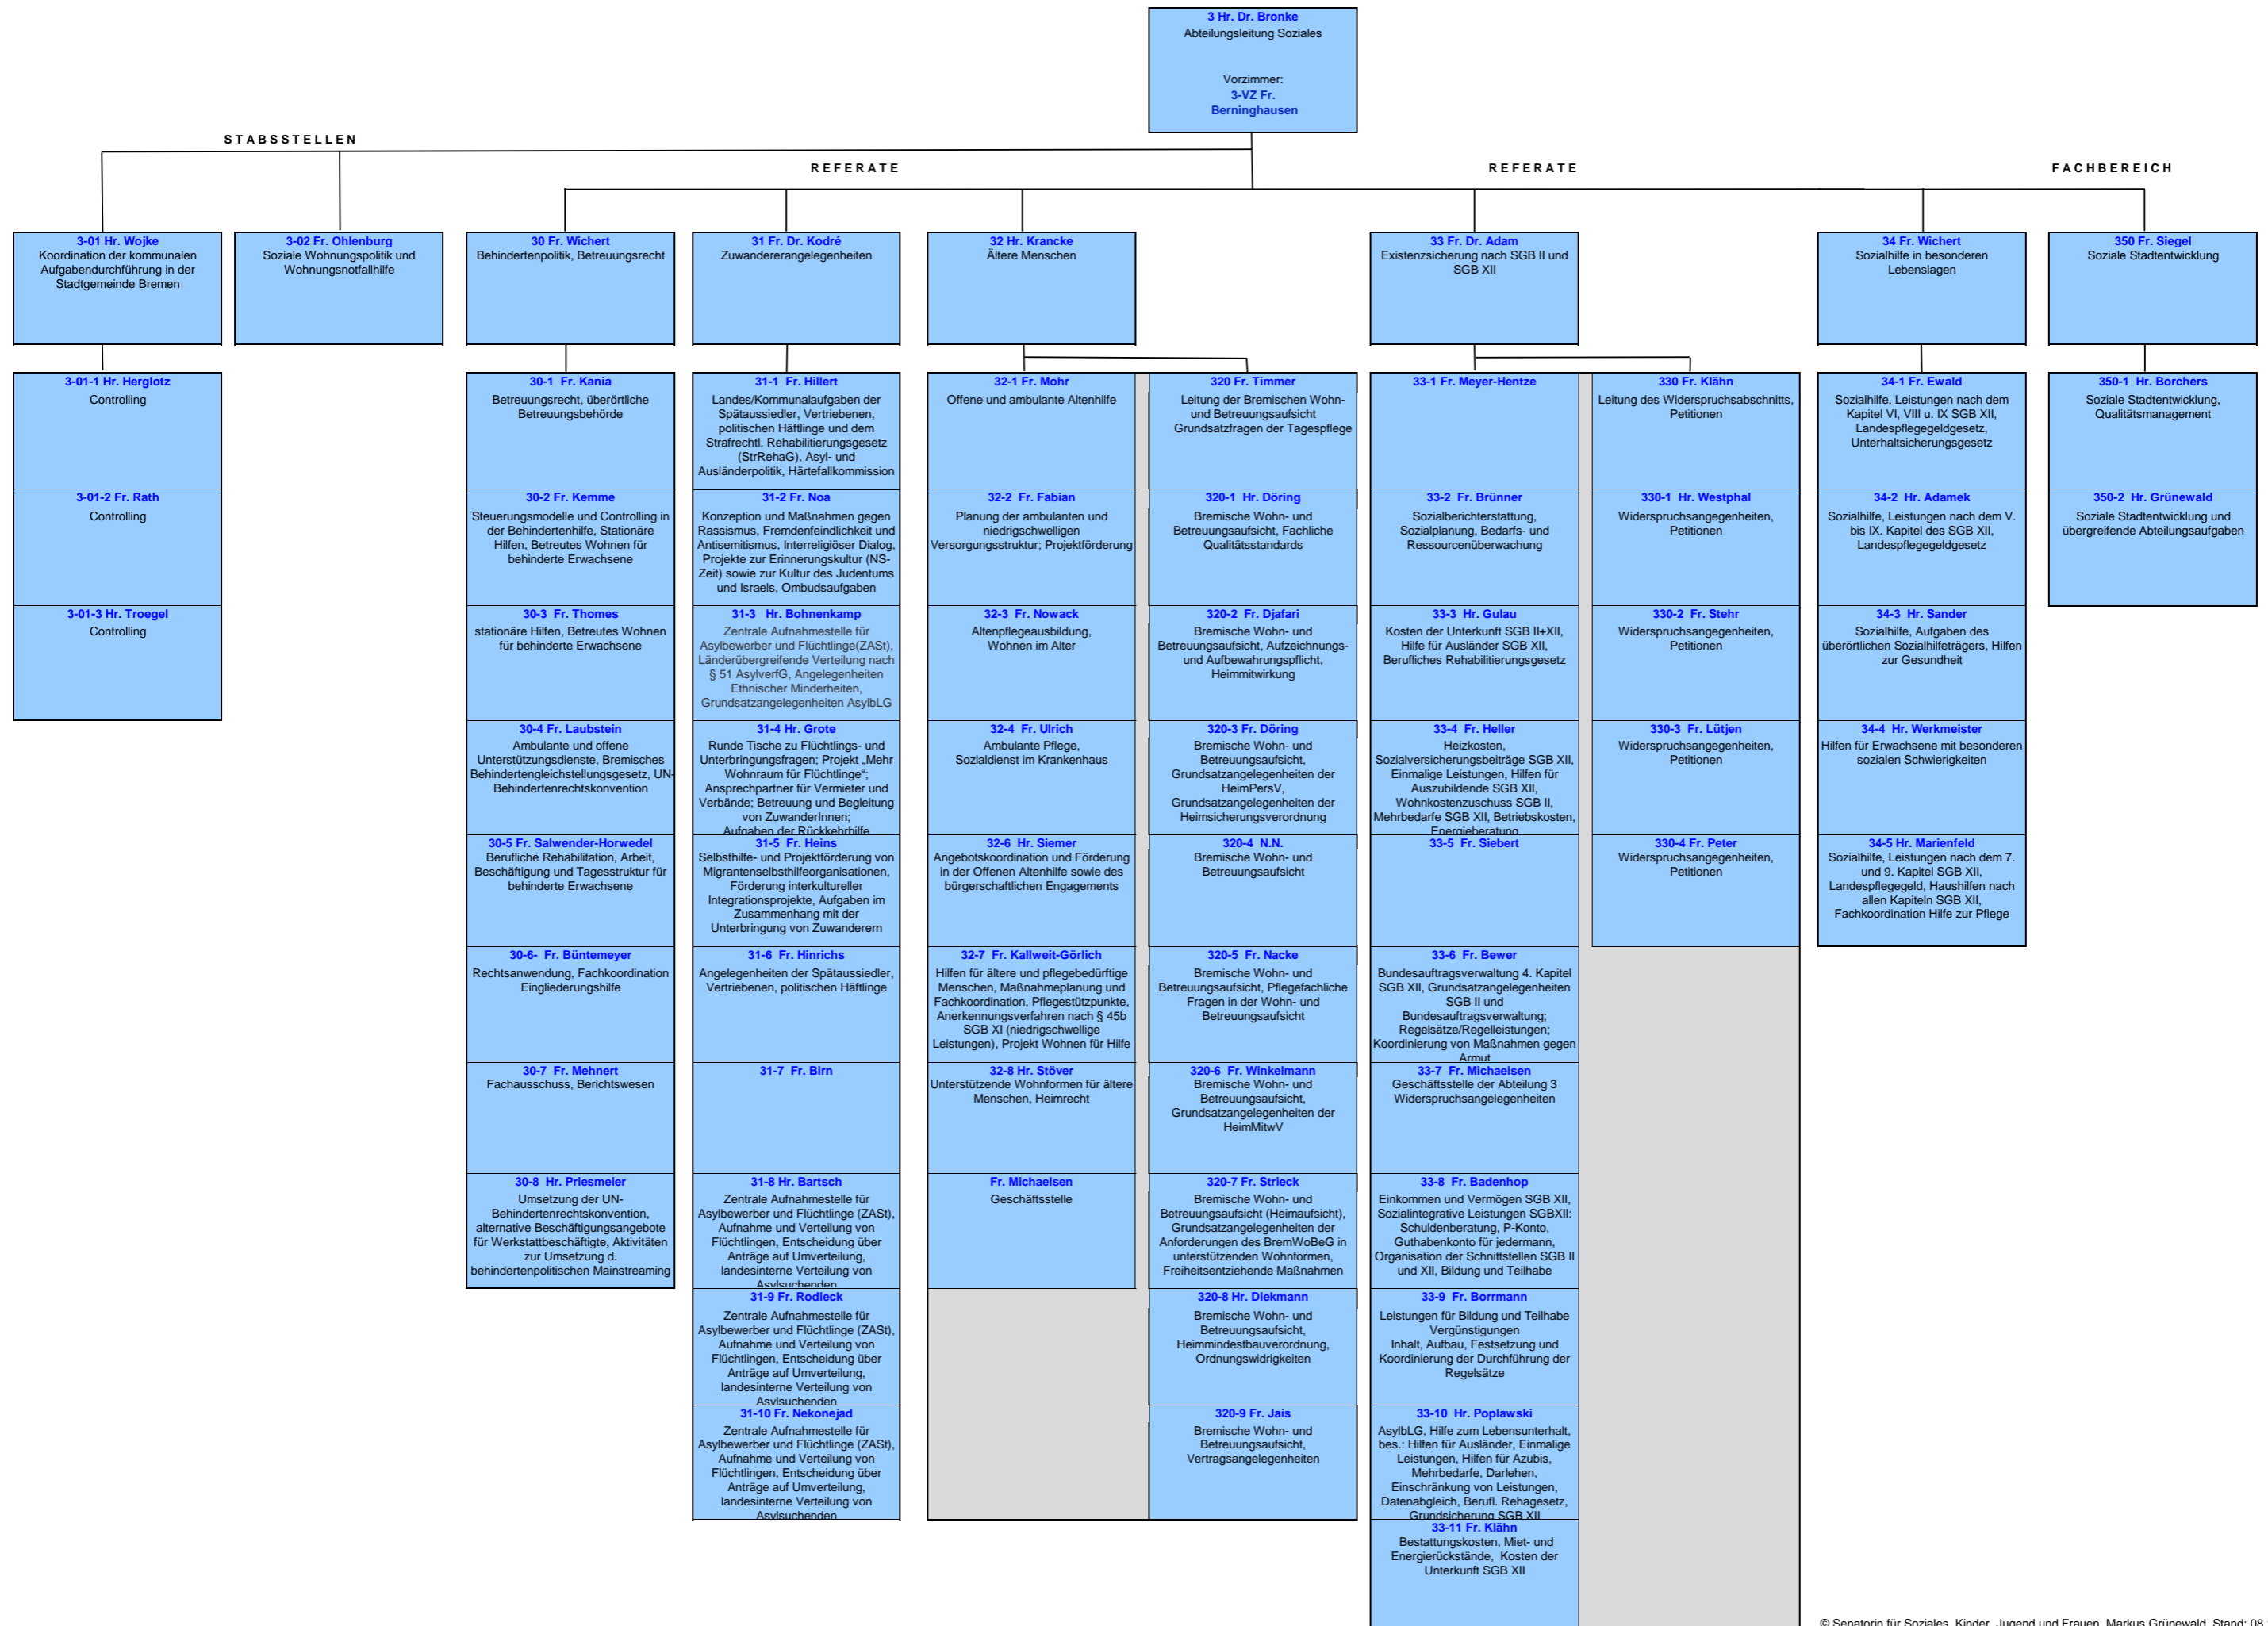 3 Hr. Dr. Bronke
Abteilungsleitung Soziales
Vorzimmer:
3-VZ Fr.
Berninghausen
STABSSTELLEN
REFERATE
REFERATE
FACHBEREICH
3-01 Hr. Wojke
Koordination der kommunalen
Aufgabendurchführung in der
Stadtgemeinde Bremen
3-02 Fr. Ohlenburg
Soziale Wohnungspolitik und
Wohnungsnotfallhilfe
30 Fr. Wichert
Behindertenpolitik, Betreuungsrecht
31 Fr. Dr. Kodré
Zuwandererangelegenheiten
32 Hr. Krancke
Ältere Menschen
33 Fr. Dr. Adam
Existenzsicherung nach SGB II und
SGB XII
34 Fr. Wichert
Sozialhilfe in besonderen
Lebenslagen
350 Fr. Siegel
Soziale Stadtentwicklung
3-01-1 Hr. Herglotz
Controlling
3-01-2 Fr. Rath
Controlling
3-01-3 Hr. Troegel
Controlling
30-1 Fr. Kania
Betreuungsrecht, überörtliche
Betreuungsbehörde
30-2 Fr. Kemme
Steuerungsmodelle und Controlling in
der Behindertenhilfe, Stationäre
Hilfen, Betreutes Wohnen für
behinderte Erwachsene
30-3 Fr. Thomes
stationäre Hilfen, Betreutes Wohnen
für behinderte Erwachsene
30-4 Fr. Laubstein
Ambulante und offene
Unterstützungsdienste, Bremisches
Behindertengleichstellungsgesetz, UN-
Behindertenrechtskonvention
30-5 Fr. Salwender-Horwedel
Berufliche Rehabilitation, Arbeit,
Beschäftigung und Tagesstruktur für
behinderte Erwachsene
30-6- Fr. Büntemeyer
Rechtsanwendung, Fachkoordination
Eingliederungshilfe
30-7 Fr. Mehnert
Fachausschuss, Berichtswesen
30-8 Hr. Priesmeier
Umsetzung der UN-
Behindertenrechtskonvention,
alternative Beschäftigungsangebote
für Werkstattbeschäftigte, Aktivitäten
zur Umsetzung d.
behindertenpolitischen Mainstreaming
31-1 Fr. Hillert
Landes/Kommunalaufgaben der
Spätaussiedler, Vertriebenen,
politischen Häftlinge und dem
Strafrechtl. Rehabilitierungsgesetz
(StrRehaG), Asyl- und
Ausländerpolitik, Härtefallkommission
31-2 Fr. Noa
Konzeption und Maßnahmen gegen
Rassismus, Fremdenfeindlichkeit und
Antisemitismus, Interreligiöser Dialog,
Projekte zur Erinnerungskultur (NS-
Zeit) sowie zur Kultur des Judentums
und Israels, Ombudsaufgaben
31-3 Hr. Bohnenkamp
Zentrale Aufnahmestelle für
Asylbewerber und Flüchtlinge(ZASt),
Länderübergreifende Verteilung nach
§ 51 AsylverfG, Angelegenheiten
Ethnischer Minderheiten,
Grundsatzangelegenheiten AsylbLG
31-4 Hr. Grote
Runde Tische zu Flüchtlings- und
Unterbringungsfragen; Projekt „Mehr
Wohnraum für Flüchtlinge“;
Ansprechpartner für Vermieter und
Verbände; Betreuung und Begleitung
von ZuwanderInnen;
Aufgaben der Rückkehrhilfe
31-5 Fr. Heins
Selbsthilfe- und Projektförderung von
Migrantenselbsthilfeorganisationen,
Förderung interkultureller
Integrationsprojekte, Aufgaben im
Zusammenhang mit der
Unterbringung von Zuwanderern
31-6 Fr. Hinrichs
Angelegenheiten der Spätaussiedler,
Vertriebenen, politischen Häftlinge
31-7 Fr. Birn
31-8 Hr. Bartsch
Zentrale Aufnahmestelle für
Asylbewerber und Flüchtlinge (ZASt),
Aufnahme und Verteilung von
Flüchtlingen, Entscheidung über
Anträge auf Umverteilung,
landesinterne Verteilung von
Asylsuchenden
31-9 Fr. Rodieck
Zentrale Aufnahmestelle für
Asylbewerber und Flüchtlinge (ZASt),
Aufnahme und Verteilung von
Flüchtlingen, Entscheidung über
Anträge auf Umverteilung,
landesinterne Verteilung von
Asylsuchenden
31-10 Fr. Nekonejad
Zentrale Aufnahmestelle für
Asylbewerber und Flüchtlinge (ZASt),
Aufnahme und Verteilung von
Flüchtlingen, Entscheidung über
Anträge auf Umverteilung,
landesinterne Verteilung von
Asylsuchenden
32-1 Fr. Mohr
Offene und ambulante Altenhilfe
32-2 Fr. Fabian
Planung der ambulanten und
niedrigschwelligen
Versorgungsstruktur; Projektförderung
32-3 Fr. Nowack
Altenpflegeausbildung,
Wohnen im Alter
32-4 Fr. Ulrich
Ambulante Pflege,
Sozialdienst im Krankenhaus
32-6 Hr. Siemer
Angebotskoordination und Förderung
in der Offenen Altenhilfe sowie des
bürgerschaftlichen Engagements
32-7 Fr. Kallweit-Görlich
Hilfen für ältere und pflegebedürftige
Menschen, Maßnahmeplanung und
Fachkoordination, Pflegestützpunkte,
Anerkennungsverfahren nach § 45b
SGB XI (niedrigschwellige
Leistungen), Projekt Wohnen für Hilfe
32-8 Hr. Stöver
Unterstützende Wohnformen für ältere
Menschen, Heimrecht
Fr. Michaelsen
Geschäftsstelle
320 Fr. Timmer
Leitung der Bremischen Wohn-
und Betreuungsaufsicht
Grundsatzfragen der Tagespflege
320-1 Hr. Döring
Bremische Wohn- und
Betreuungsaufsicht, Fachliche
Qualitätsstandards
320-2 Fr. Djafari
Bremische Wohn- und
Betreuungsaufsicht, Aufzeichnungs-
und Aufbewahrungspflicht,
Heimmitwirkung
320-3 Fr. Döring
Bremische Wohn- und
Betreuungsaufsicht,
Grundsatzangelegenheiten der
HeimPersV,
Grundsatzangelegenheiten der
Heimsicherungsverordnung
320-4 N.N.
Bremische Wohn- und
Betreuungsaufsicht
320-5 Fr. Nacke
Bremische Wohn- und
Betreuungsaufsicht, Pflegefachliche
Fragen in der Wohn- und
Betreuungsaufsicht
320-6 Fr. Winkelmann
Bremische Wohn- und
Betreuungsaufsicht,
Grundsatzangelegenheiten der
HeimMitwV
320-7 Fr. Strieck
Bremische Wohn- und
Betreuungsaufsicht (Heimaufsicht),
Grundsatzangelegenheiten der
Anforderungen des BremWoBeG in
unterstützenden Wohnformen,
Freiheitsentziehende Maßnahmen
320-8 Hr. Diekmann
Bremische Wohn- und
Betreuungsaufsicht,
Heimmindestbauverordnung,
Ordnungswidrigkeiten
320-9 Fr. Jais
Bremische Wohn- und
Betreuungsaufsicht,
Vertragsangelegenheiten
33-1 Fr. Meyer-Hentze
33-2 Fr. Brünner
Sozialberichterstattung,
Sozialplanung, Bedarfs- und
Ressourcenüberwachung
33-3 Hr. Gulau
Kosten der Unterkunft SGB II+XII,
Hilfe für Ausländer SGB XII,
Berufliches Rehabilitierungsgesetz
33-4 Fr. Heller
Heizkosten,
Sozialversicherungsbeiträge SGB XII,
Einmalige Leistungen, Hilfen für
Auszubildende SGB XII,
Wohnkostenzuschuss SGB II,
Mehrbedarfe SGB XII, Betriebskosten,
Energieberatung
33-5 Fr. Siebert
33-6 Fr. Bewer
Bundesauftragsverwaltung 4. Kapitel
SGB XII, Grundsatzangelegenheiten
SGB II und
Bundesauftragsverwaltung;
Regelsätze/Regelleistungen;
Koordinierung von Maßnahmen gegen
Armut
33-7 Fr. Michaelsen
Geschäftsstelle der Abteilung 3
Widerspruchsangelegenheiten
33-8 Fr. Badenhop
Einkommen und Vermögen SGB XII,
Sozialintegrative Leistungen SGBXII:
Schuldenberatung, P-Konto,
Guthabenkonto für jedermann,
Organisation der Schnittstellen SGB II
und XII, Bildung und Teilhabe
33-9 Fr. Borrmann
Leistungen für Bildung und Teilhabe
Vergünstigungen
Inhalt, Aufbau, Festsetzung und
Koordinierung der Durchführung der
Regelsätze
33-10 Hr. Poplawski
AsylbLG, Hilfe zum Lebensunterhalt,
bes.: Hilfen für Ausländer, Einmalige
Leistungen, Hilfen für Azubis,
Mehrbedarfe, Darlehen,
Einschränkung von Leistungen,
Datenabgleich, Berufl. Rehagesetz,
Grundsicherung SGB XII
33-11 Fr. Klähn
Bestattungskosten, Miet- und
Energierückstände, Kosten der
Unterkunft SGB XII
330 Fr. Klähn
Leitung des Widerspruchsabschnitts,
Petitionen
330-1 Hr. Westphal
Widerspruchsangegenheiten,
Petitionen
330-2 Fr. Stehr
Widerspruchsangegenheiten,
Petitionen
330-3 Fr. Lütjen
Widerspruchsangegenheiten,
Petitionen
330-4 Fr. Peter
Widerspruchsangegenheiten,
Petitionen
34-1 Fr. Ewald
Sozialhilfe, Leistungen nach dem
Kapitel VI, VIII u. IX SGB XII,
Landespflegegeldgesetz,
Unterhaltsicherungsgesetz
34-2 Hr. Adamek
Sozialhilfe, Leistungen nach dem V.
bis IX. Kapitel des SGB XII,
Landespflegegeldgesetz
34-3 Hr. Sander
Sozialhilfe, Aufgaben des
überörtlichen Sozialhilfeträgers, Hilfen
zur Gesundheit
34-4 Hr. Werkmeister
Hilfen für Erwachsene mit besonderen
sozialen Schwierigkeiten
34-5 Hr. Marienfeld
Sozialhilfe, Leistungen nach dem 7.
und 9. Kapitel SGB XII,
Landespflegegeld, Haushilfen nach
allen Kapiteln SGB XII,
Fachkoordination Hilfe zur Pflege
350-1 Hr. Borchers
Soziale Stadtentwicklung,
Qualitätsmanagement
350-2 Hr. Grünewald
Soziale Stadtentwicklung und
übergreifende Abteilungsaufgaben
© Senatorin für Soziales, Kinder, Jugend und Frauen, Markus Grünewald, Stand: 08